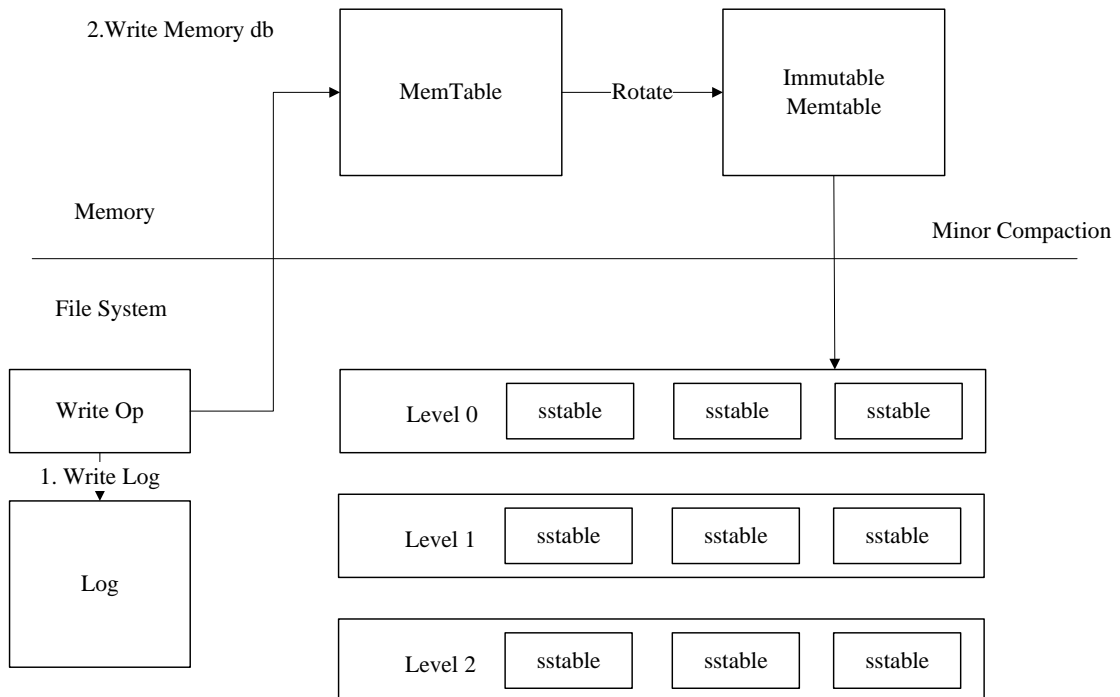 2.Write Memory db
MemTable
Rotate
Immutable
Memtable
Memory
Minor Compaction
File System
Write Op
1. Write Log
Log
Level 0
sstable
sstable
sstable
Level 1
sstable
sstable
sstable
Level 2
sstable
sstable
sstable